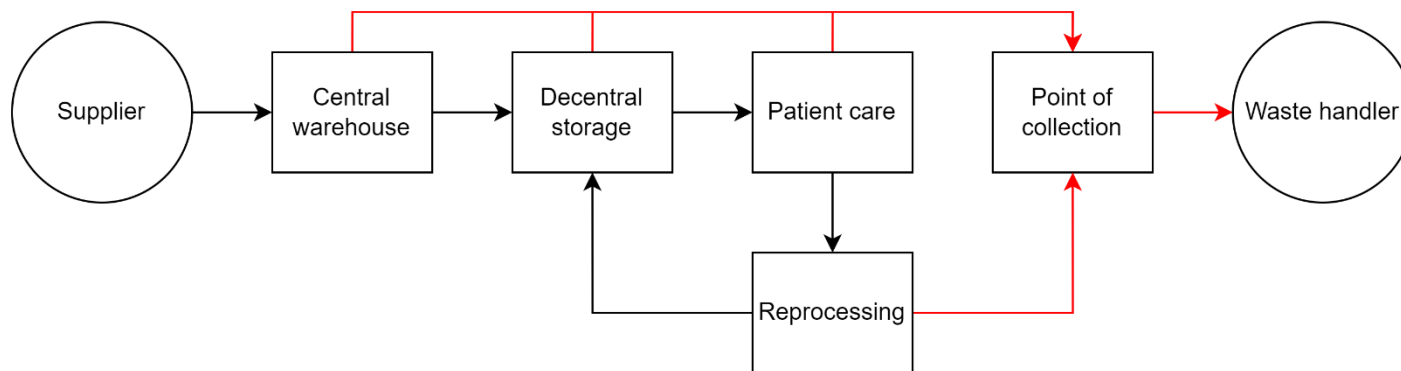 Supplier
Central
warehouse
Decentral
storage
Patient care
Point of
collection
Waste handler
Reprocessing